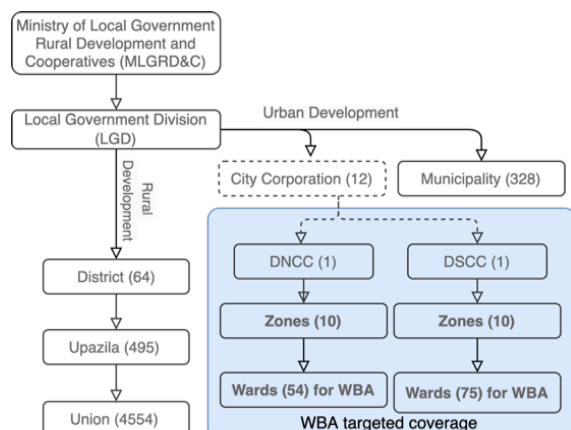 Ministry of Local Government
Rural Development and
Cooperatives (MLGRD&C)
Local Government Division
(LGD)
Urban Development
Rural
Development
City Corporation (12)
Municipality (328)
District (64)
DNCC (1)
DSCC (1)
Zones (10)
Zones (10)
Upazila (495)
Wards (54) for WBA
Wards (75) for WBA
Union (4554)
WBA targeted coverage